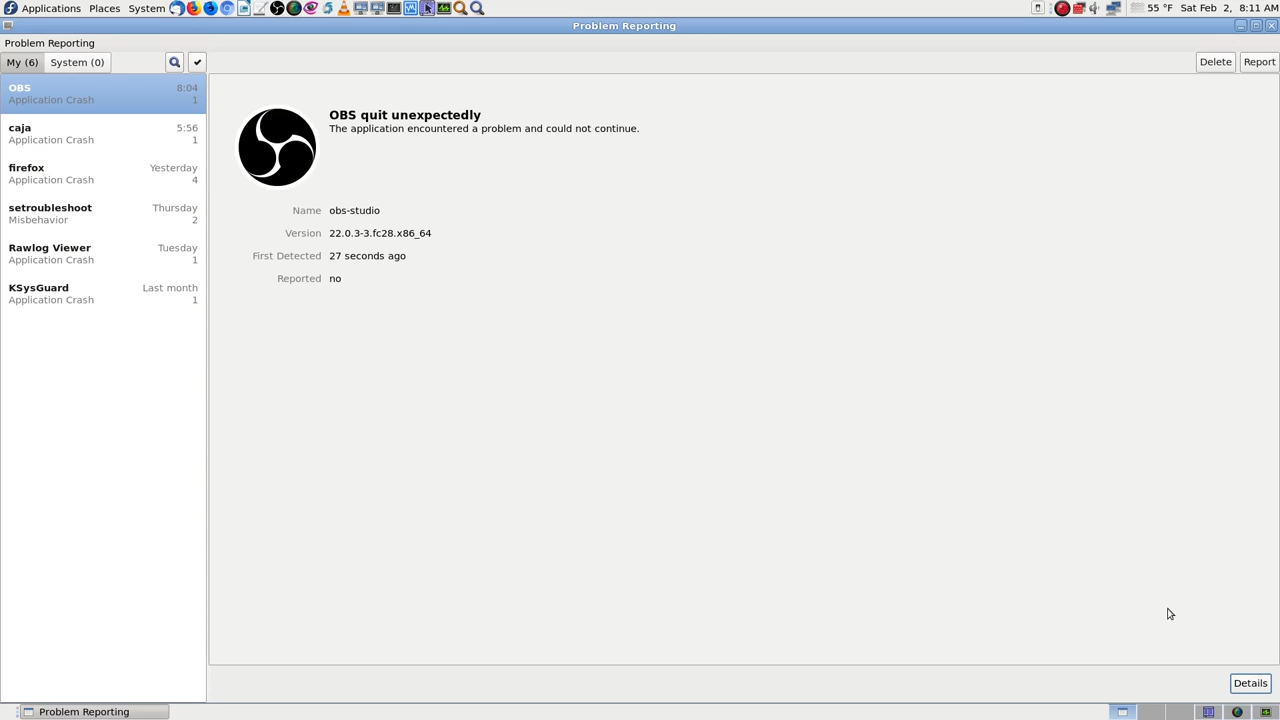 Applications Places System 55 °F Sat Feb 2, 8:11 AM
Problem Reporting
Problem Reporting
My (6) System (0) Delete Report
OBS 8:04
Application Crash 1
caja 5:56
Application Crash 1
firefox Yesterday
Application Crash 4
setroubleshoot Thursday
Misbehavior 2
Rawlog Viewer Tuesday
Application Crash 1
KSysGuard Last month
Application Crash 1
OBS quit unexpectedly
The application encountered a problem and could not continue.
Name obs-studio
Version 22.0.3-3.fc28.x86_64
First Detected 27 seconds ago
Reported no
Details
Problem Reporting